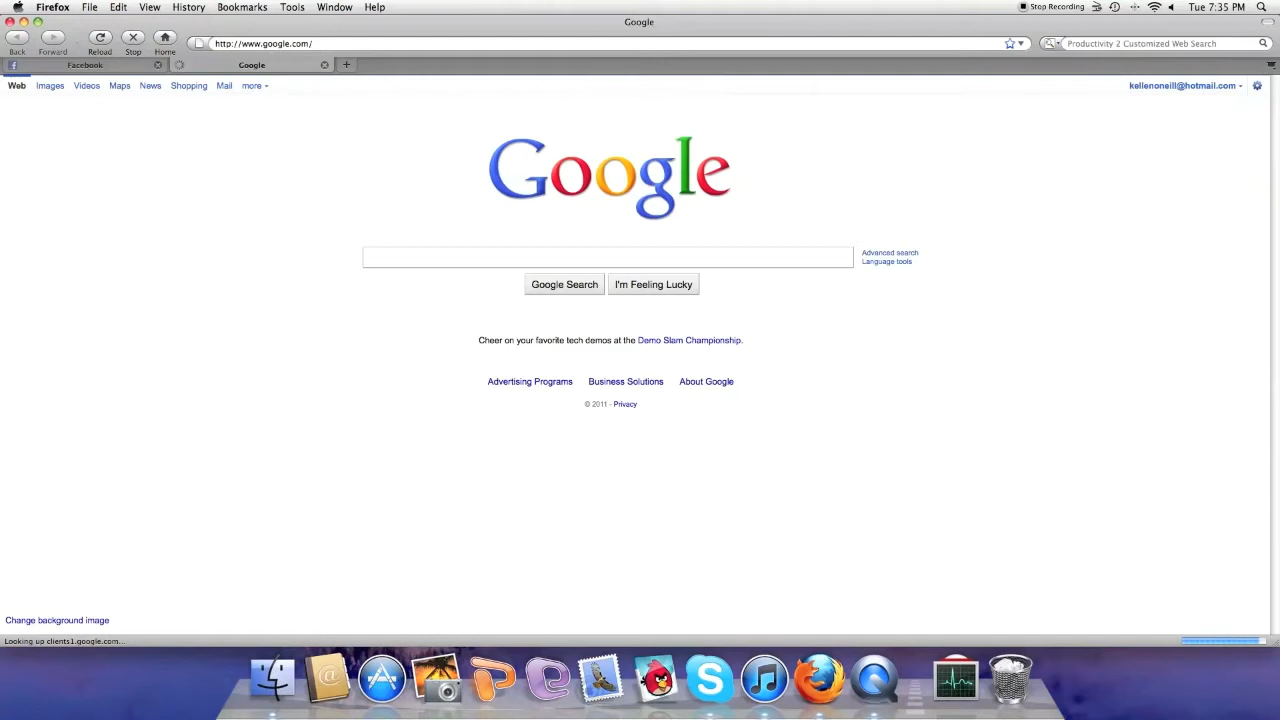 Firefox File Edit View History Bookmarks Tools Window Help Stop Recording Tue 7:35 PM
Google
Back Forward Reload Stop Home http://www.google.com/ Productivity 2 Customized Web Search
Facebook Google
Web Images Videos Maps News Shopping Mail more kellenoneill@hotmail.com
Google
Advanced search
Language tools
Google Search I'm Feeling Lucky
Cheer on your favorite tech demos at the Demo Slam Championship.
Advertising Programs Business Solutions About Google
© 2011 - Privacy
Change background image
Looking up clients1.google.com...